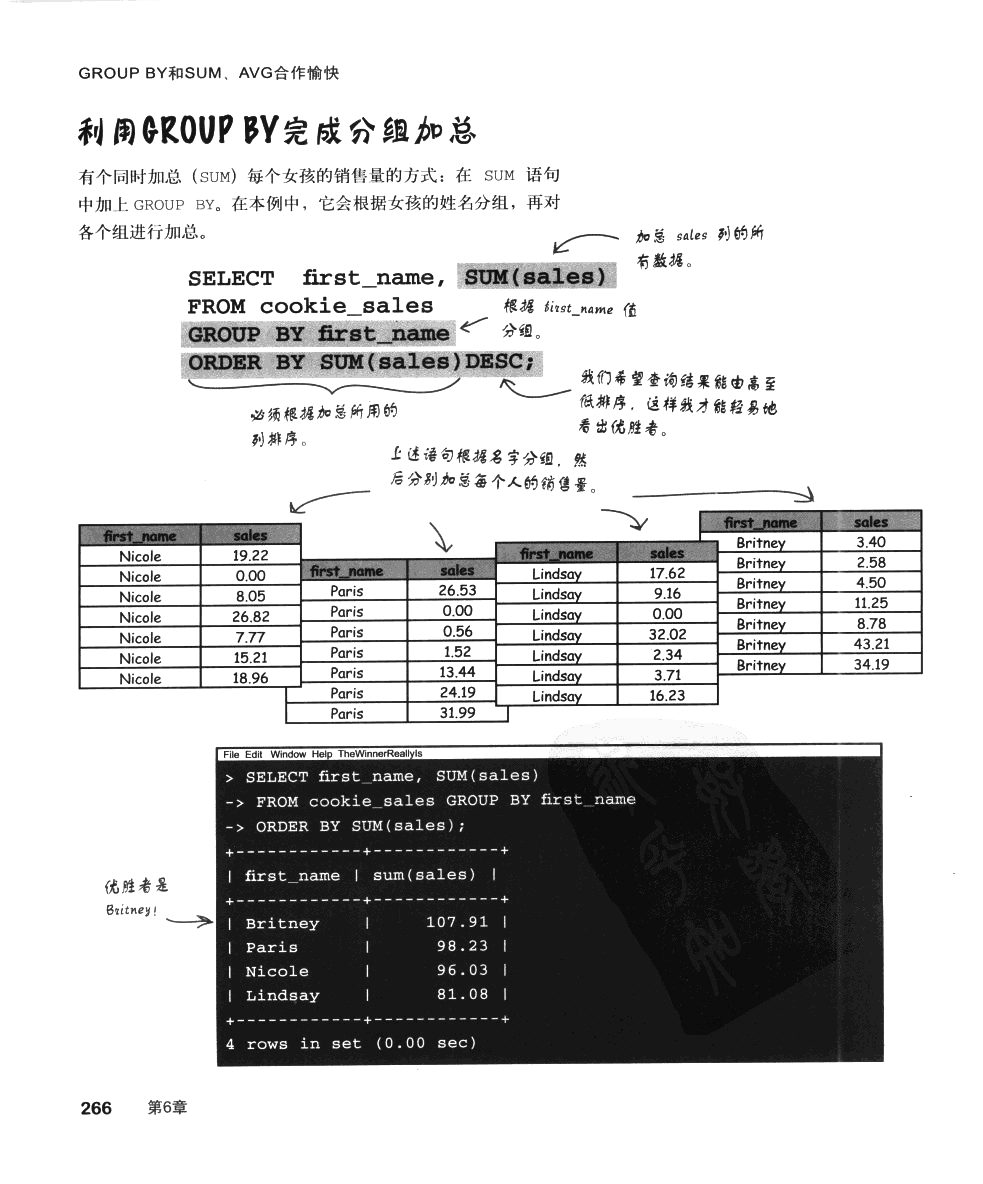 GROUP BY和SUM、AVG合作愉快
利用GROUP BY完成分组加总
有个同时加总（SUM）每个女孩的销售量的方式：在 SUM 语句
中加上 GROUP BY。在本例中，它会根据女孩的姓名分组，再对
各个组进行加总。
加总 sales 列的所
有数据。
SELECT first_name, SUM(sales)
FROM cookie_sales
根据 first_name 值
分组。
GROUP BY first_name
ORDER BY SUM(sales)DESC;
我们希望查询结果能由高至
低排序，这样我才能轻易地
看出优胜者。
必须根据加总所用的
列排序。
上述语句根据名字分组，然
后分别加总每个人的销售量。
first_name sales
Nicole 19.22
Nicole 0.00
Nicole 8.05
Nicole 26.82
Nicole 7.77
Nicole 15.21
Nicole 18.96
first_name sales
Paris 26.53
Paris 0.00
Paris 0.56
Paris 1.52
Paris 13.44
Paris 24.19
Paris 31.99
first_name sales
Lindsay 17.62
Lindsay 9.16
Lindsay 0.00
Lindsay 32.02
Lindsay 2.34
Lindsay 3.71
Lindsay 16.23
first_name sales
Britney 3.40
Britney 2.58
Britney 4.50
Britney 11.25
Britney 8.78
Britney 43.21
Britney 34.19
File Edit Window Help TheWinnerReallyIs
> SELECT first_name, SUM(sales)
-> FROM cookie_sales GROUP BY first_name
-> ORDER BY SUM(sales);
+------------+------------+
| first_name | sum(sales) |
+------------+------------+
| Britney | 107.91 |
| Paris | 98.23 |
| Nicole | 96.03 |
| Lindsay | 81.08 |
+------------+------------+
4 rows in set (0.00 sec)
优胜者是
Britney!
266 第6章